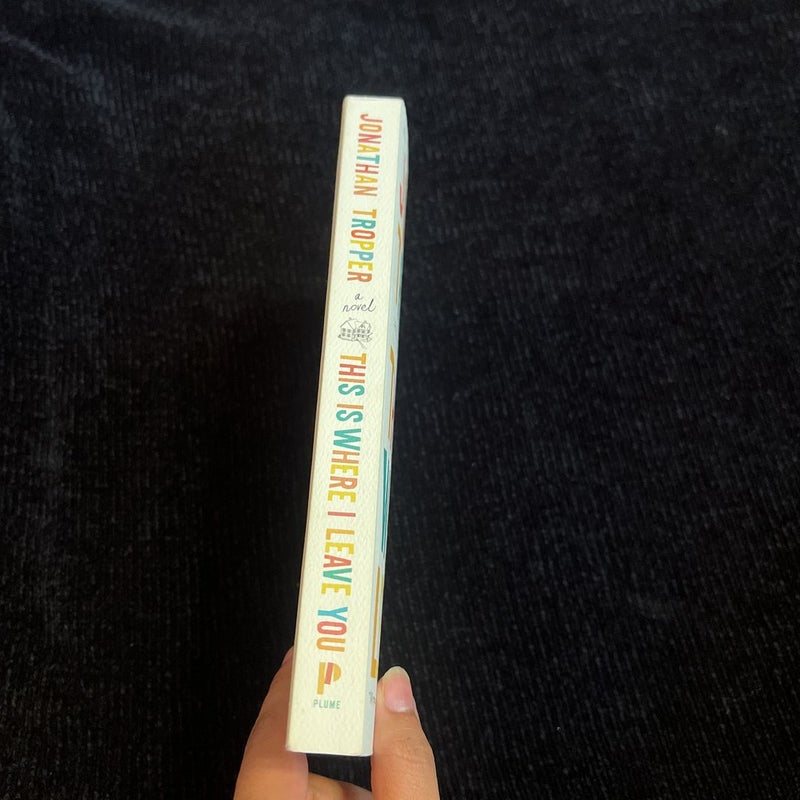 JONATHAN TROPPER
a
novel
THIS IS WHERE I LEAVE YOU
PLUME